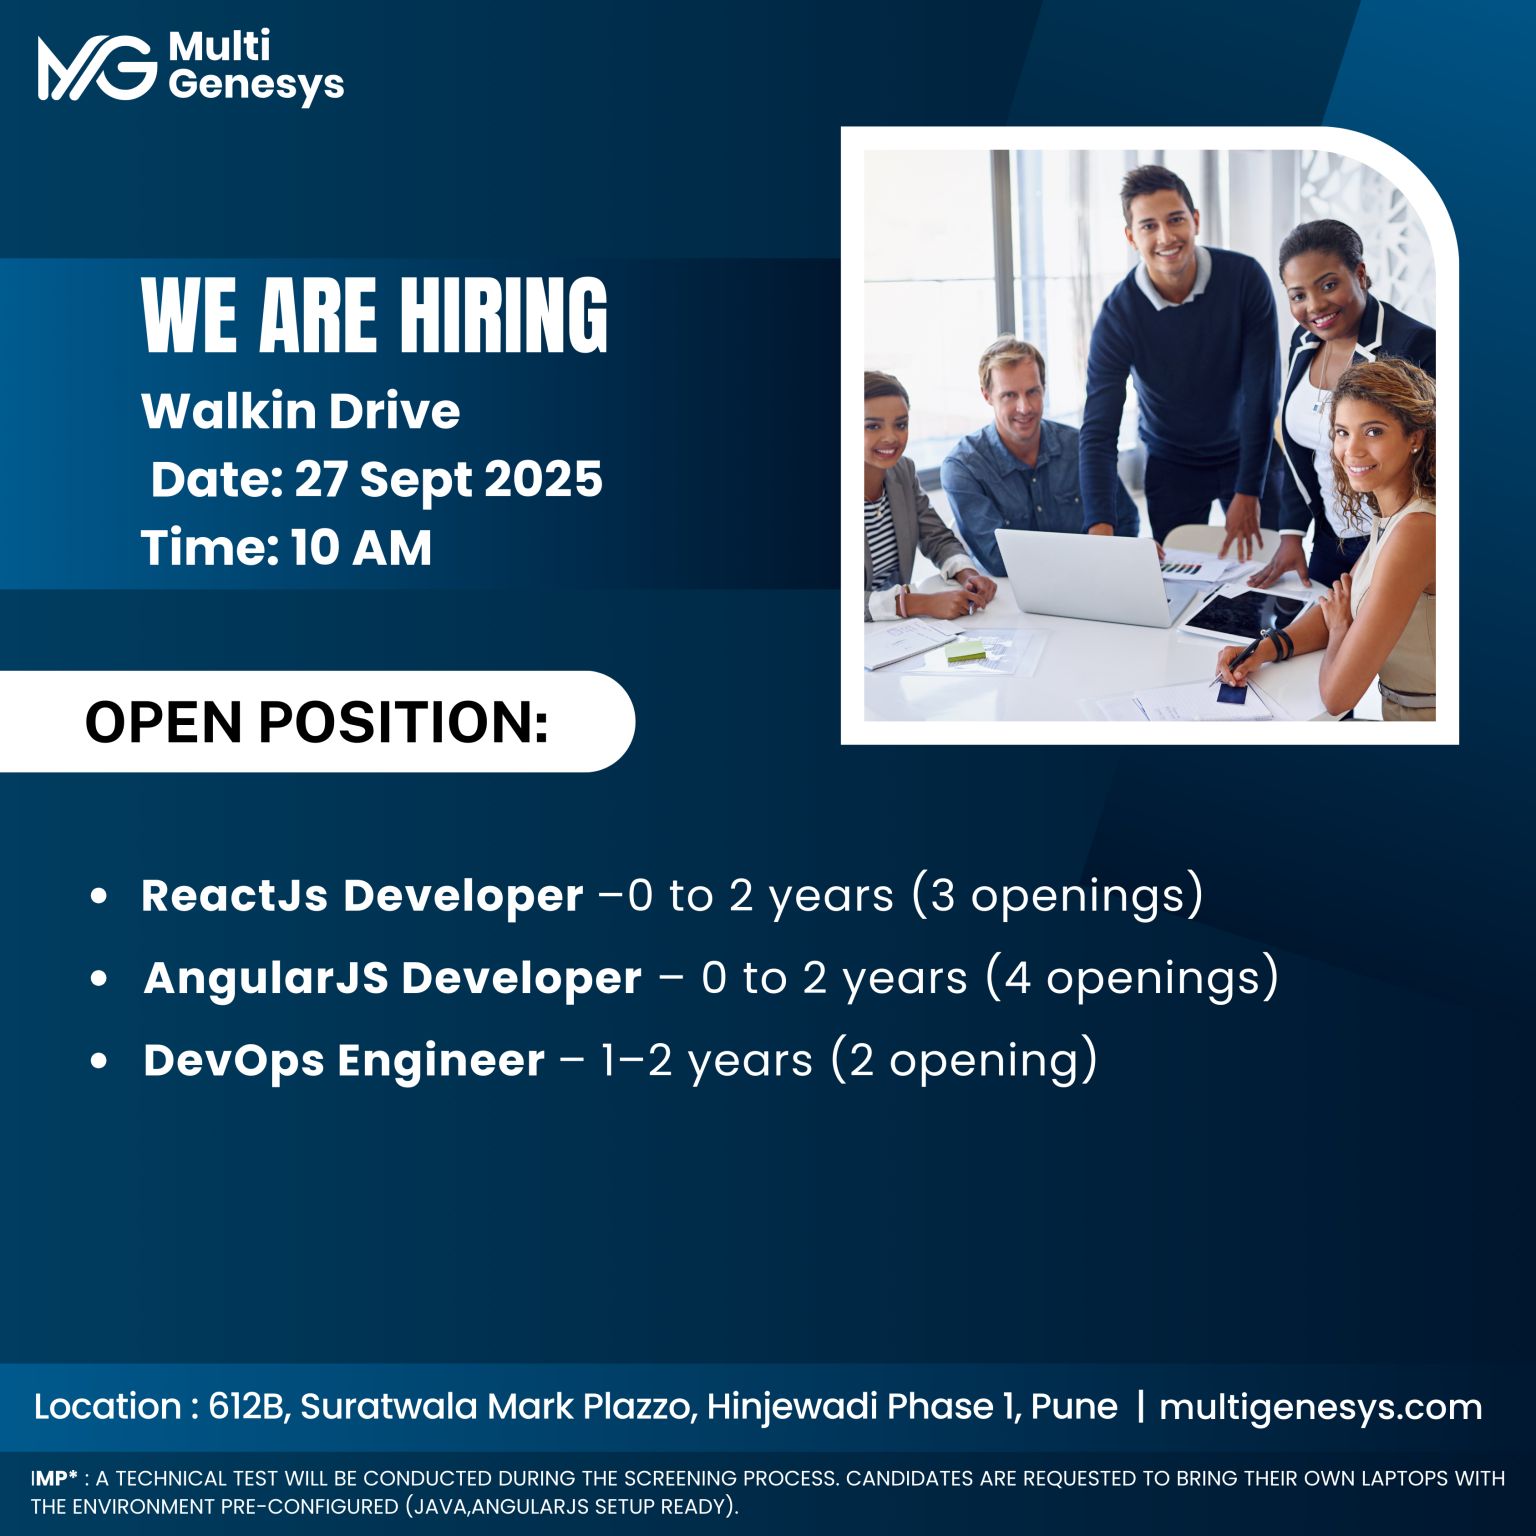 Multi
Genesys
WE ARE HIRING
Walkin Drive
Date: 27 Sept 2025
Time: 10 AM
OPEN POSITION:
• ReactJs Developer –0 to 2 years (3 openings)
• AngularJS Developer – 0 to 2 years (4 openings)
• DevOps Engineer – 1–2 years (2 opening)
Location : 612B, Suratwala Mark Plazzo, Hinjewadi Phase 1, Pune | multigenesys.com
IMP* : A TECHNICAL TEST WILL BE CONDUCTED DURING THE SCREENING PROCESS. CANDIDATES ARE REQUESTED TO BRING THEIR OWN LAPTOPS WITH
THE ENVIRONMENT PRE-CONFIGURED (JAVA,ANGULARJS SETUP READY).